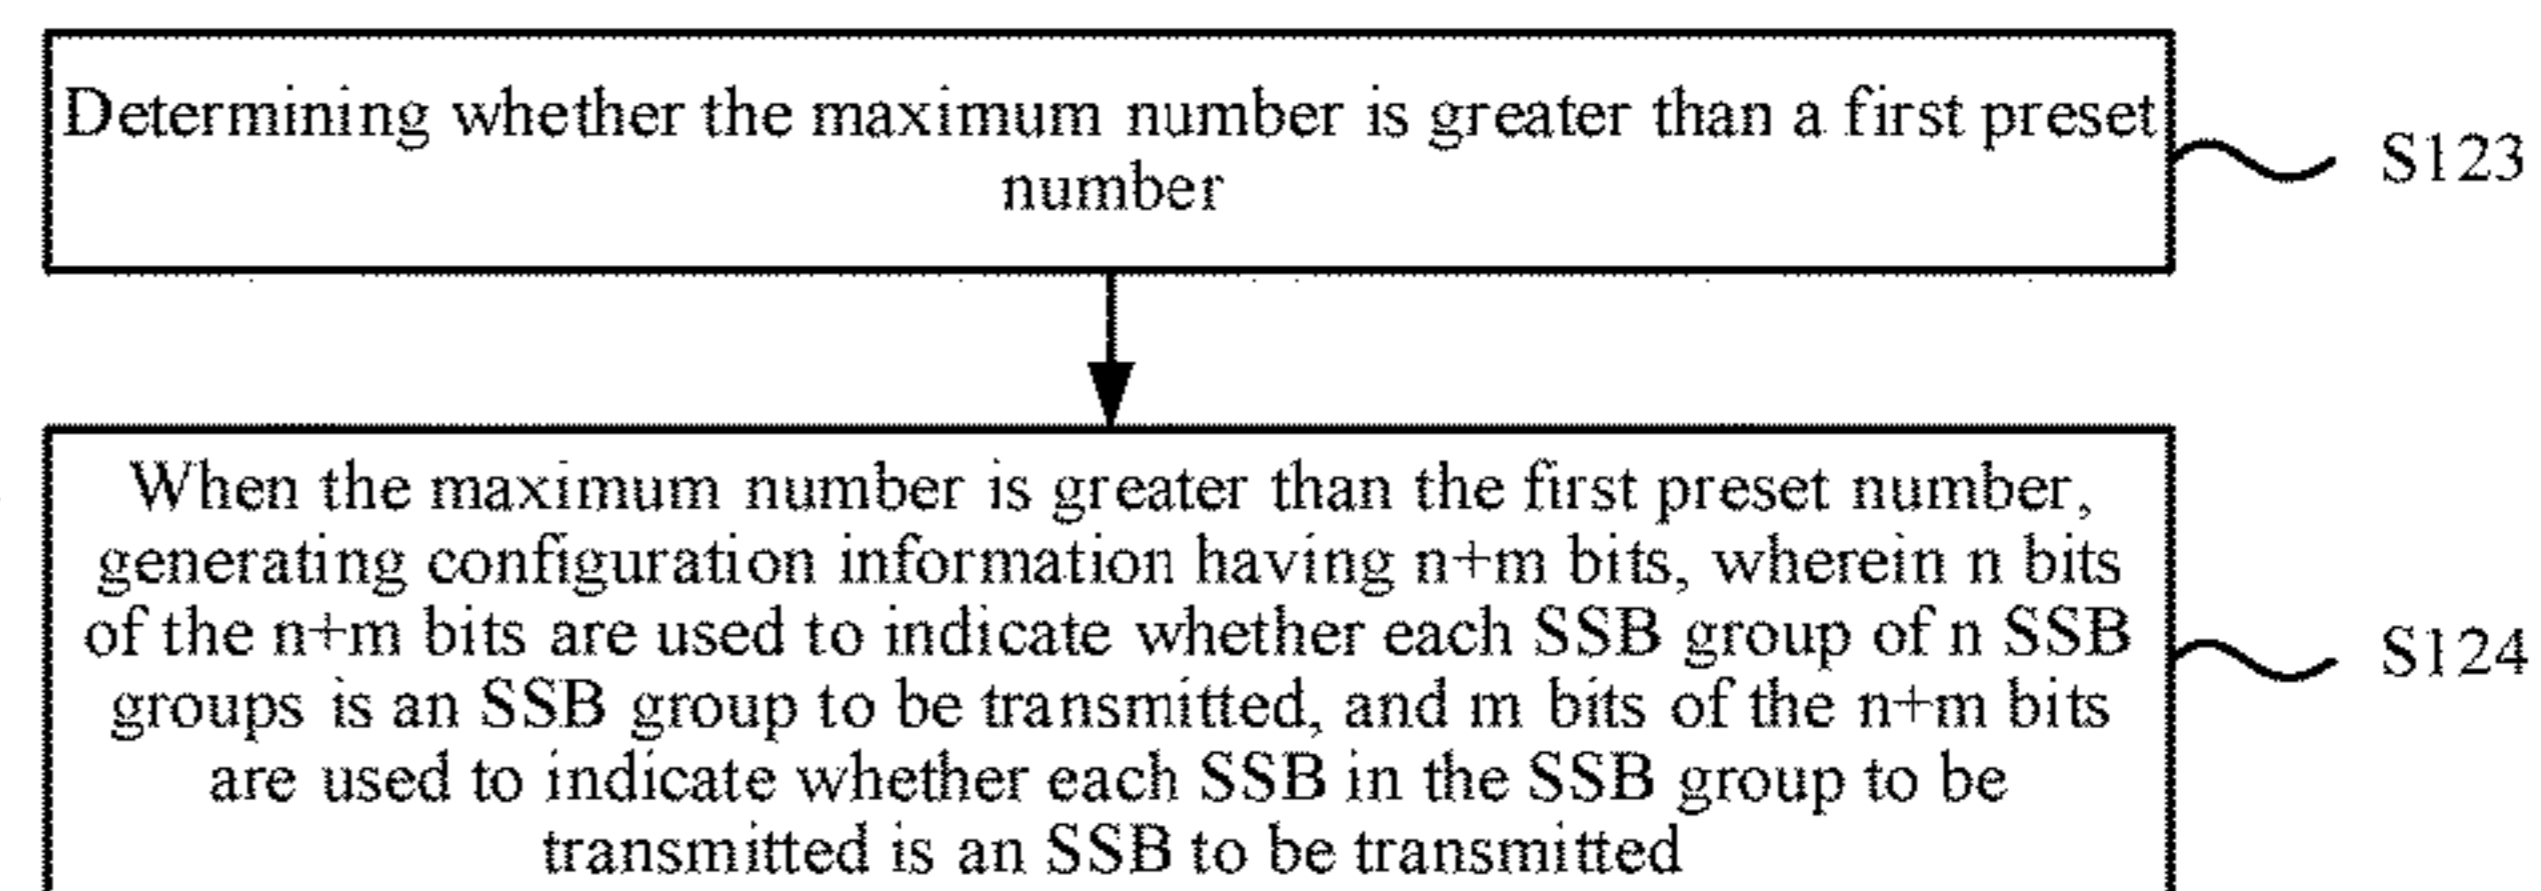 Determining whether the maximum number is greater than a first preset
number
S123
When the maximum number is greater than the first preset number,
generating configuration information having n+m bits, wherein n bits
of the n+m bits are used to indicate whether each SSB group of n SSB
groups is an SSB group to be transmitted, and m bits of the n+m bits
are used to indicate whether each SSB in the SSB group to be
transmitted is an SSB to be transmitted
S124